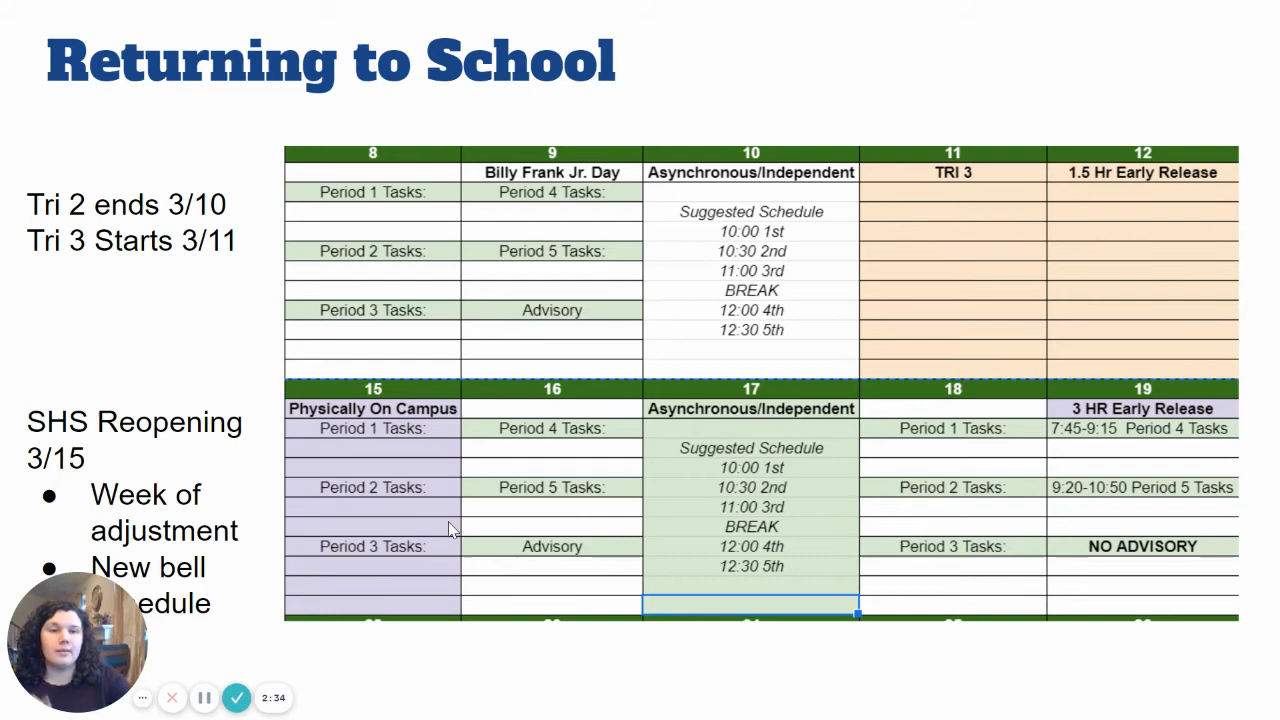 Returning to School
Tri 2 ends 3/10
Tri 3 Starts 3/11
SHS Reopening
3/15
● Week of
adjustment
● New bell
edule
8 9 10 11 12
Billy Frank Jr. Day Asynchronous/Independent TRI 3 1.5 Hr Early Release
Period 1 Tasks: Period 4 Tasks:
Suggested Schedule
10:00 1st
Period 2 Tasks: Period 5 Tasks: 10:30 2nd
11:00 3rd
BREAK
Period 3 Tasks: Advisory 12:00 4th
12:30 5th
15 16 17 18 19
Physically On Campus Asynchronous/Independent 3 HR Early Release
Period 1 Tasks: Period 4 Tasks: Period 1 Tasks: 7:45-9:15 Period 4 Tasks
Suggested Schedule
10:00 1st
Period 2 Tasks: Period 5 Tasks: 10:30 2nd Period 2 Tasks: 9:20-10:50 Period 5 Tasks
11:00 3rd
BREAK
Period 3 Tasks: Advisory 12:00 4th Period 3 Tasks: NO ADVISORY
12:30 5th
2:34